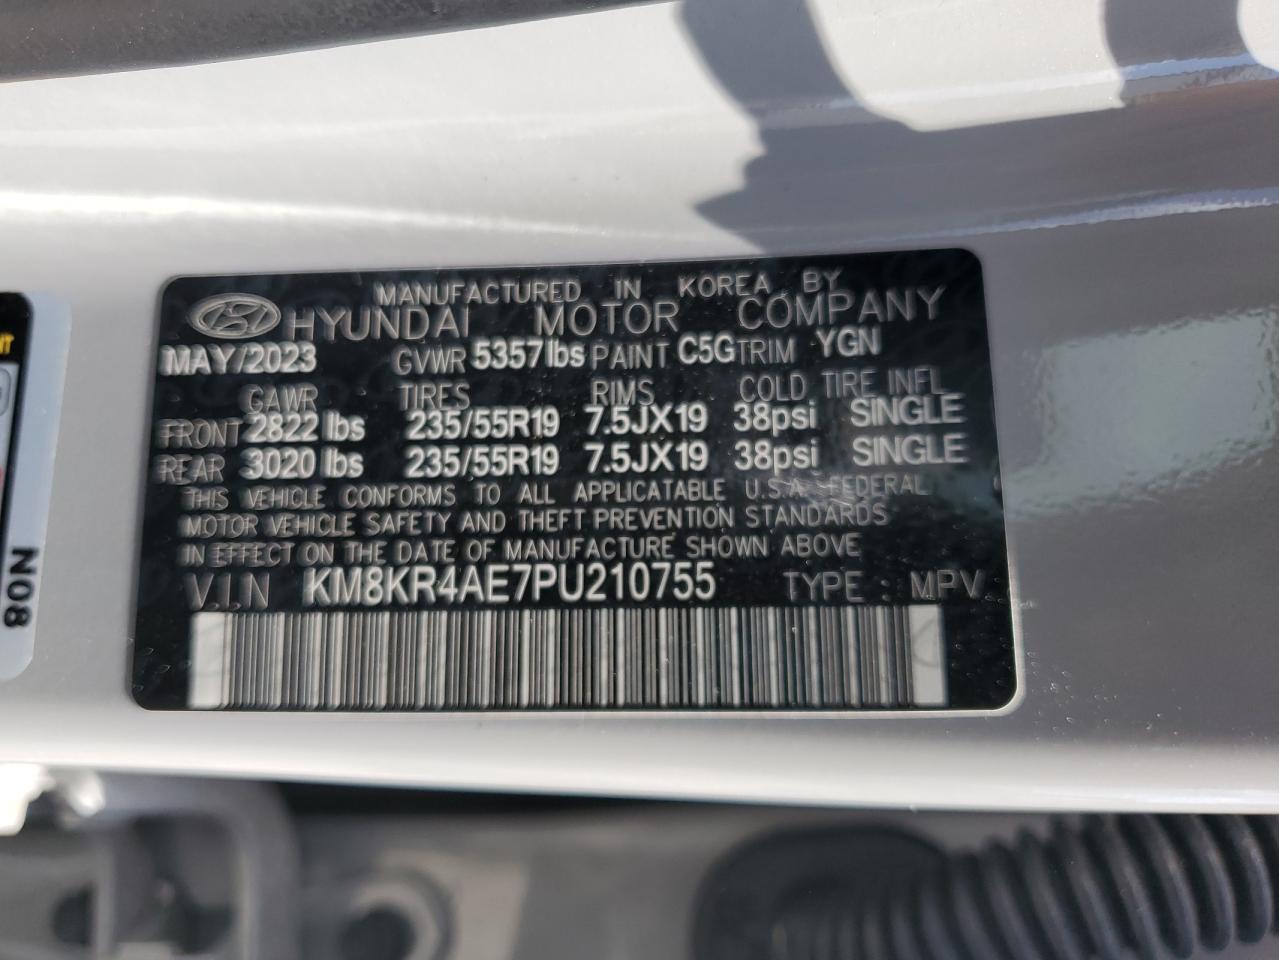 MANUFACTURED IN KOREA BY
HYUNDAI MOTOR COMPANY
MAY/2023 GVWR 5357lbs PAINT C5G TRIM YGN
GAWR TIRES RIMS COLD TIRE INFL
FRONT 2822 lbs 235/55R19 7.5JX19 38psi SINGLE
REAR 3020 lbs 235/55R19 7.5JX19 38psi SINGLE
THIS VEHICLE CONFORMS TO ALL APPLICATABLE U.S.A. FEDERAL
MOTOR VEHICLE SAFETY AND THEFT PREVENTION STANDARDS
IN EFFECT ON THE DATE OF MANUFACTURE SHOWN ABOVE
V.I.N KM8KR4AE7PU210755 TYPE : MPV
N08